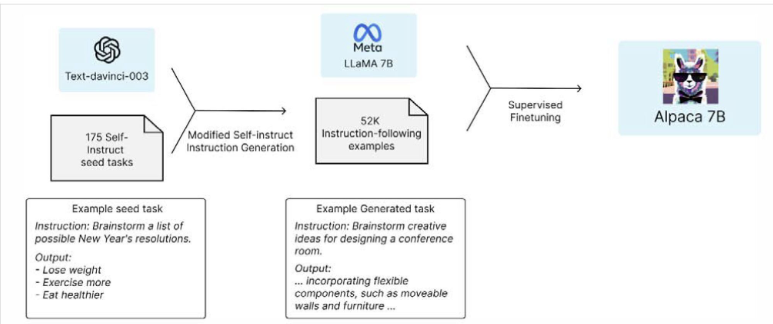 Text-davinci-003
175 Self-
Instruct
seed tasks
Modified Self-instruct
Instruction Generation
Meta
LLaMA 7B
52K
Instruction-following
examples
Supervised
Finetuning
Alpaca 7B
Example seed task
Instruction: Brainstorm a list of
possible New Year's resolutions.
Output:
- Lose weight
- Exercise more
- Eat healthier
Example Generated task
Instruction: Brainstorm creative
ideas for designing a conference
room.
Output:
... incorporating flexible
components, such as moveable
walls and furniture ...